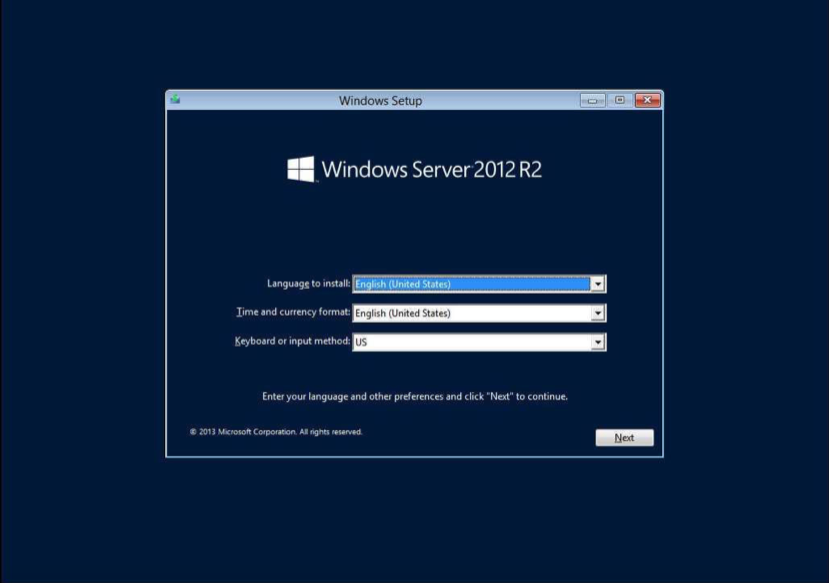 Windows Setup
Windows Server 2012 R2
Language to install: English (United States)
Time and currency format: English (United States)
Keyboard or input method: US
Enter your language and other preferences and click "Next" to continue.
© 2013 Microsoft Corporation. All rights reserved.
Next